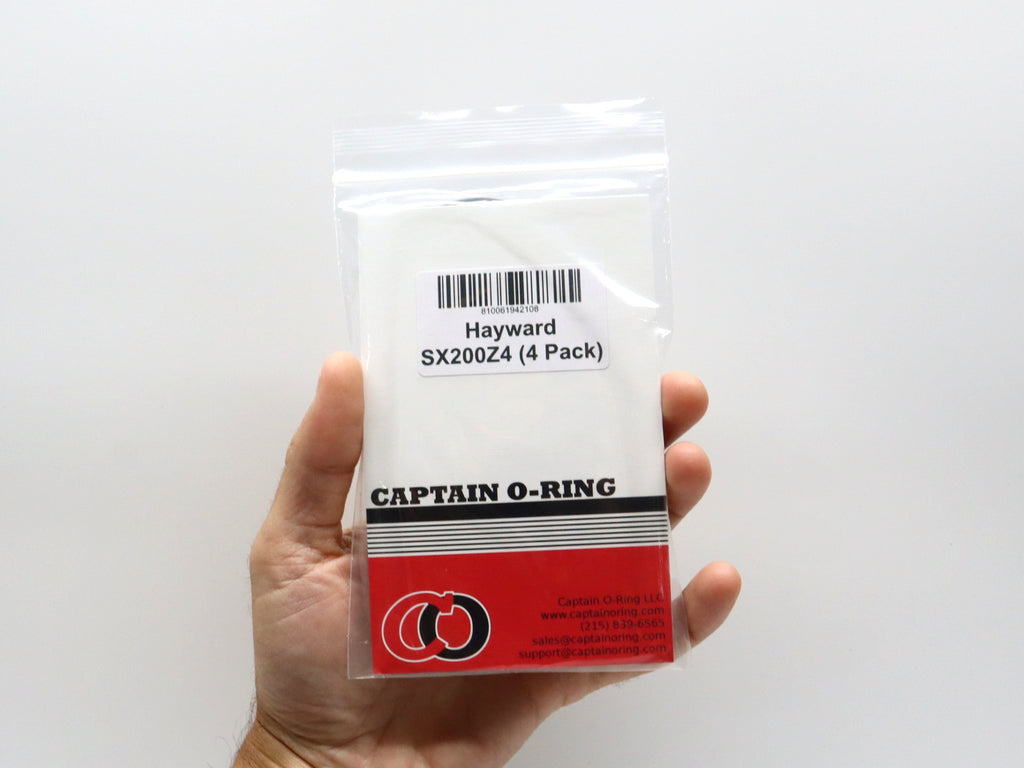 810061942108
Hayward
SX200Z4 (4 Pack)
CAPTAIN O-RING
Captain O-Ring LLC
www.captainoring.com
(215) 839-6565
sales@captainoring.com
support@captainoring.com